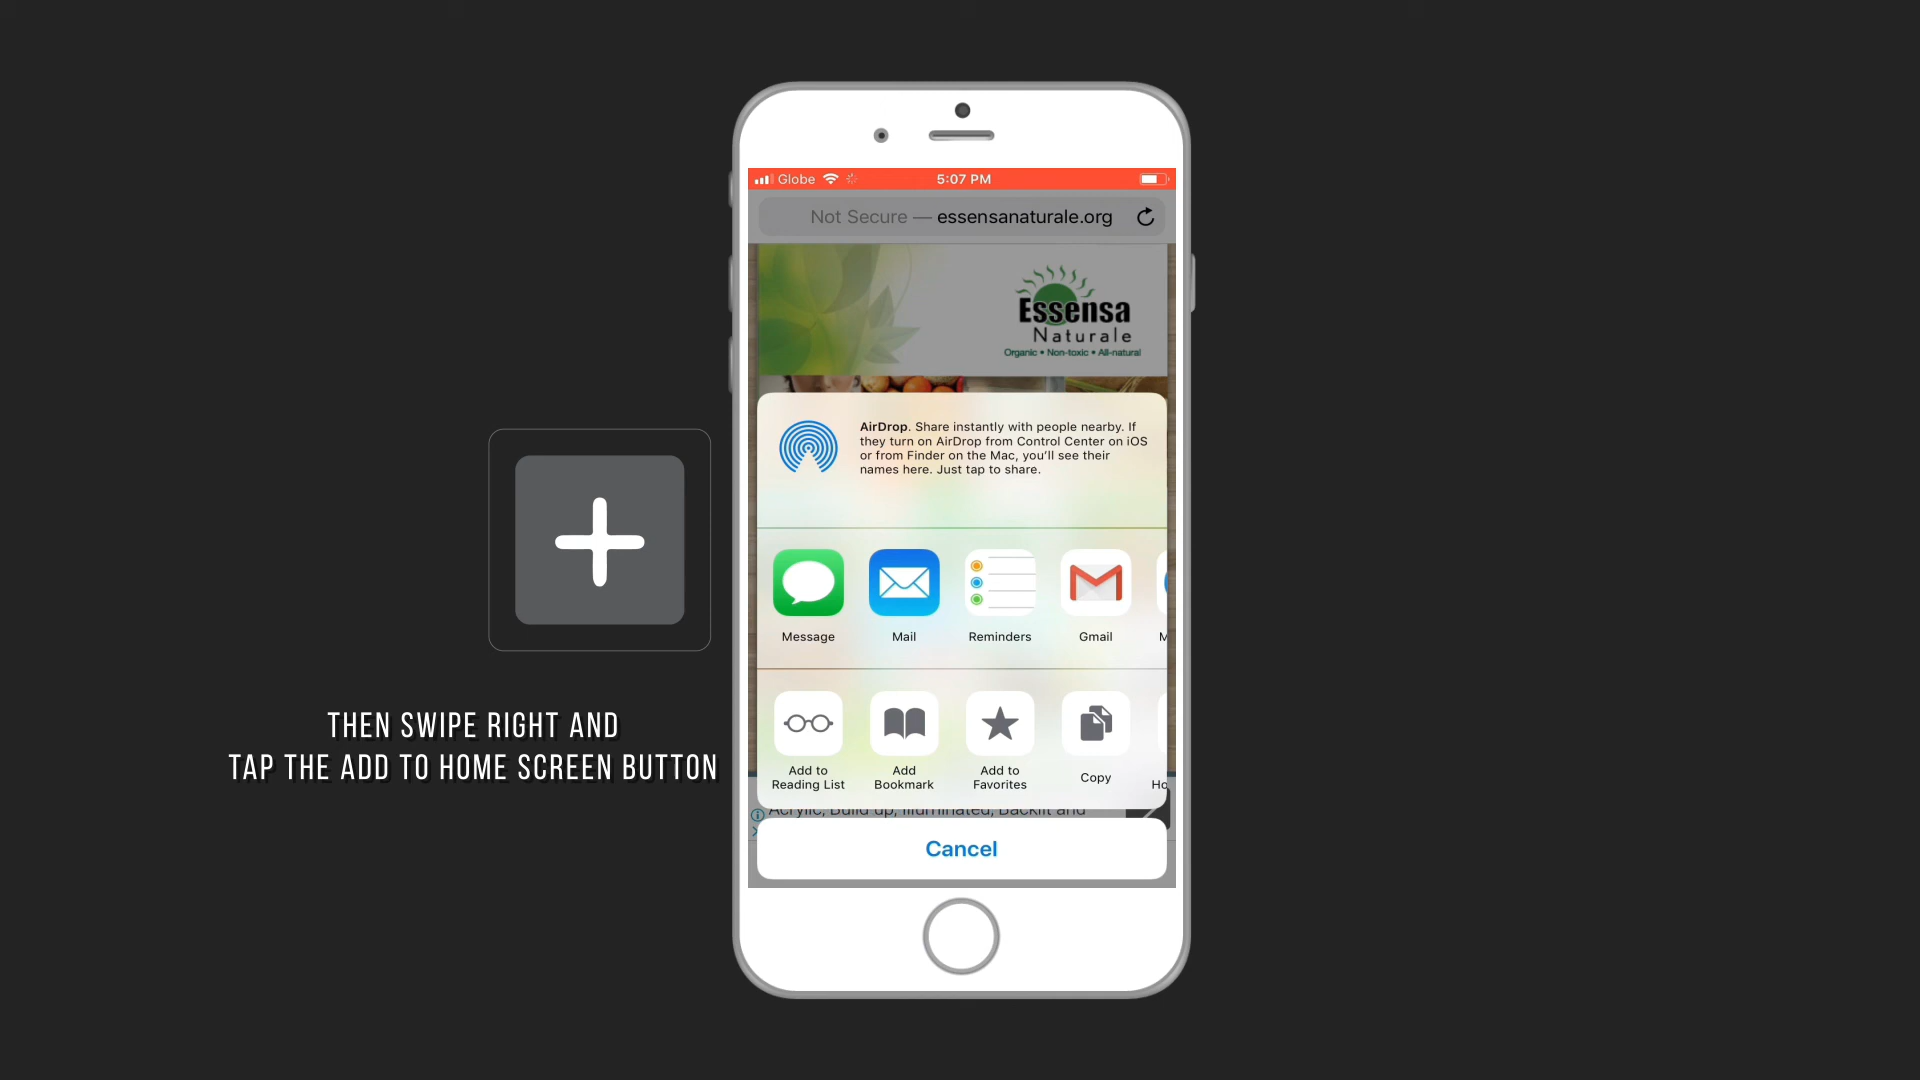 Globe
5:07 PM
Not Secure — essensanaturale.org
Essensa
Naturale
Organic • Non-toxic • All-natural
AirDrop. Share instantly with people nearby. If
they turn on AirDrop from Control Center on iOS
or from Finder on the Mac, you'll see their
names here. Just tap to share.
Message
Mail
Reminders
Gmail
M
Add to
Reading List
Add
Bookmark
Add to
Favorites
Copy
Ho
Acrylic, Build up, Illuminated, Backlit and
Cancel
THEN SWIPE RIGHT AND
TAP THE ADD TO HOME SCREEN BUTTON